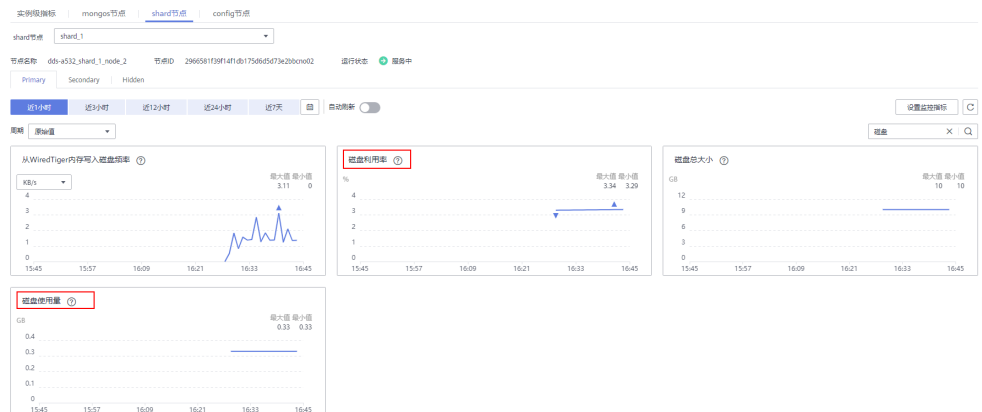 实例级指标 mongos节点 shard节点 config节点
shard节点 shard_1
节点名称 dds-a532_shard_1_node_2 节点ID 2966581f39f14f1db175d6d5d73e2bbcno02 运行状态 服务中
Primary Secondary Hidden
近1小时 近3小时 近12小时 近24小时 近7天 自动刷新 设置监控指标
周期 原始值 磁盘
从WiredTiger内存写入磁盘频率
KB/s
最大值 最小值
3.11 0
4
3
2
1
0
15:45 15:57 16:09 16:21 16:33 16:45
磁盘利用率
%
最大值 最小值
3.34 3.29
4
3
2
1
0
15:45 15:57 16:09 16:21 16:33 16:45
磁盘总大小
GB
最大值 最小值
10 10
12
9
6
3
0
15:45 15:57 16:09 16:21 16:33 16:45
磁盘使用量
GB
最大值 最小值
0.33 0.33
0.4
0.3
0.2
0.1
0
15:45 15:57 16:09 16:21 16:33 16:45